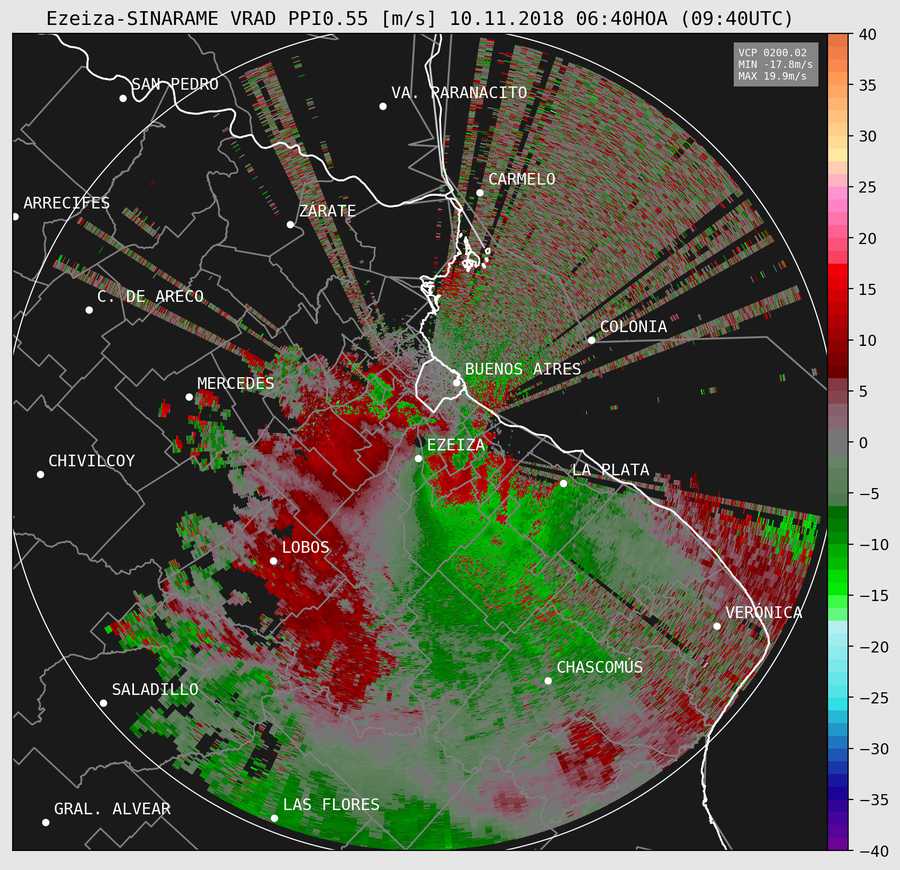 Ezeiza-SINARAME VRAD PPI0.55 [m/s] 10.11.2018 06:40HOA (09:40UTC)
VCP 0200.02
MIN -17.8m/s
MAX 19.9m/s
SAN PEDRO
VA. PARANACITO
CARMELO
ARRECIFES
ZÁRATE
C. DE ARECO
COLONIA
BUENOS AIRES
MERCEDES
EZEIZA
CHIVILCOY
LA PLATA
LOBOS
VERÓNICA
CHASCOMÚS
SALADILLO
LAS FLORES
GRAL. ALVEAR
40
35
30
25
20
15
10
5
0
−5
−10
−15
−20
−25
−30
−35
−40